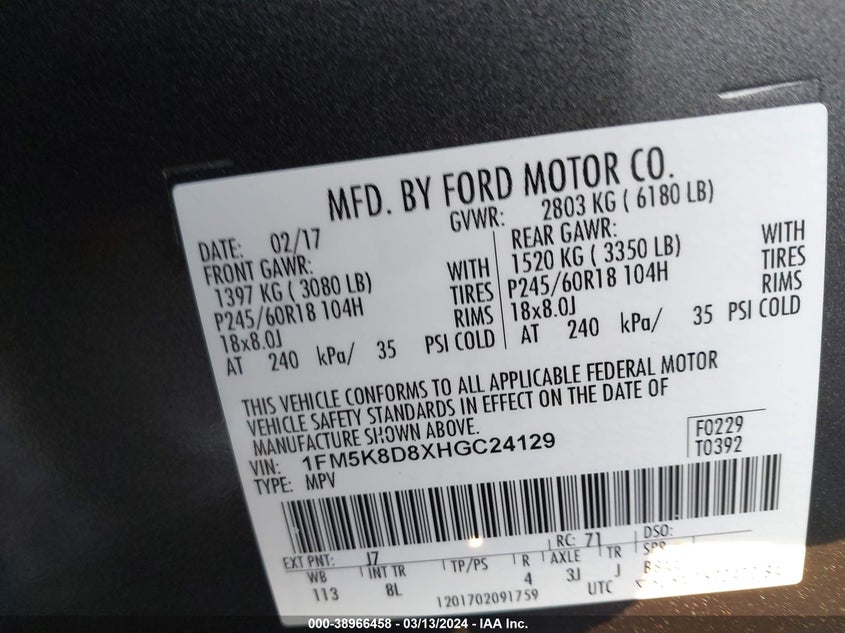 MFD. BY FORD MOTOR CO.
DATE: 02/17 GVWR: 2803 KG ( 6180 LB)
FRONT GAWR: REAR GAWR:
1397 KG ( 3080 LB) WITH 1520 KG ( 3350 LB) WITH
P245/60R18 104H TIRES P245/60R18 104H TIRES
18x8.0J RIMS 18x8.0J RIMS
AT 240 kPa/ 35 PSI COLD AT 240 kPa/ 35 PSI COLD
THIS VEHICLE CONFORMS TO ALL APPLICABLE FEDERAL MOTOR
VEHICLE SAFETY STANDARDS IN EFFECT ON THE DATE OF
MANUFACTURE SHOWN ABOVE.
VIN: 1FM5K8D8XHGC24129 F0229
TYPE: MPV T0392
EXT PNT: J7 RC: 71 DSO:
WB INT TR TP/PS R AXLE TR SPR
113 8L 4 3J J
1201702091759 UTC
000-38966458 - 03/13/2024 - IAA Inc.